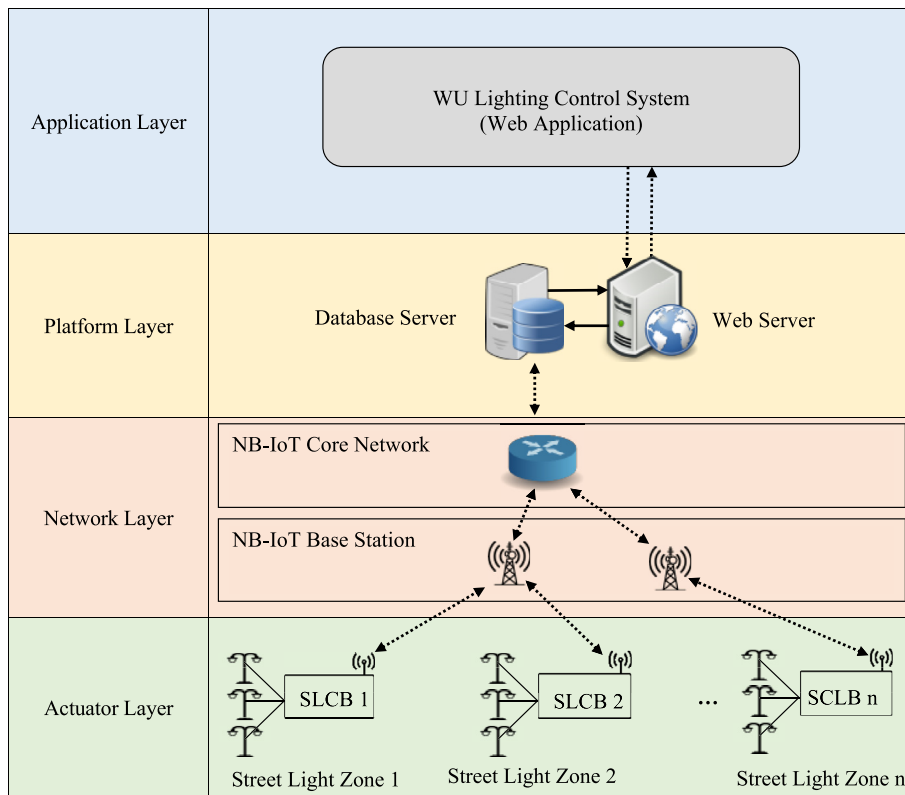 WU Lighting Control System
(Web Application)
Application Layer
Database Server
Web Server
Platform Layer
NB-IoT Core Network
Network Layer
NB-IoT Base Station
SLCB 1
SLCB 2
...
SCLB n
Actuator Layer
Street Light Zone 1
Street Light Zone 2
Street Light Zone n